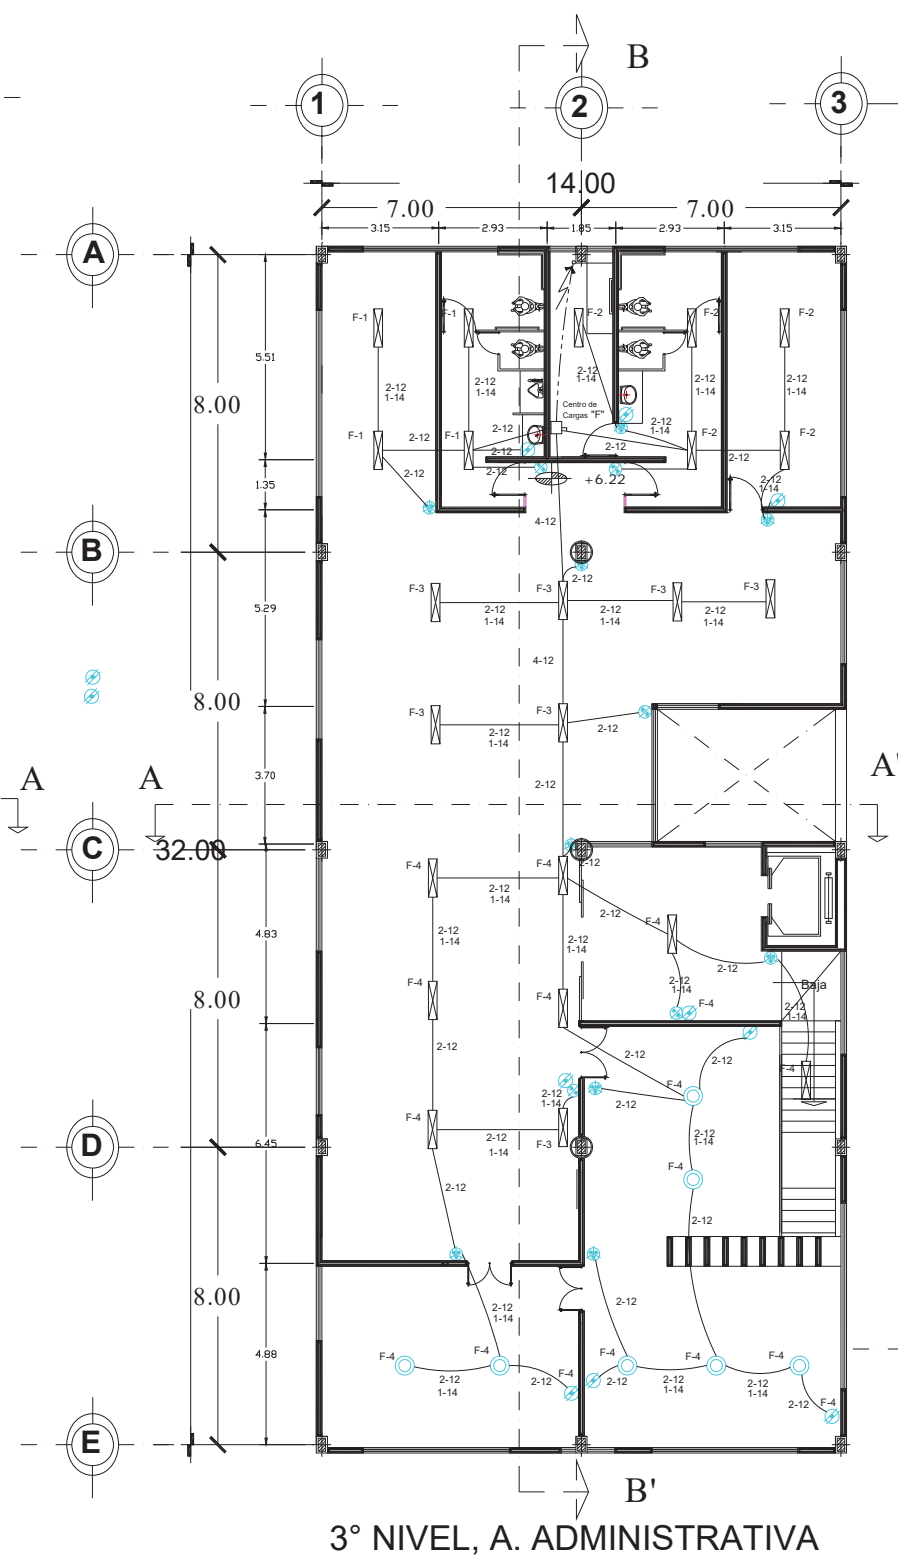 B
1
2
3
14.00
7.00
7.00
3.15
2.93
1.85
2.93
3.15
A
F-1
F-1
F-2
F-2
F-2
5.51
2-12
1-14
2-12
1-14
2-12
1-14
2-12
1-14
2-12
1-14
8.00
Centro de
Cargas "F"
F-1
2-12
F-1
2-12
2-12
1-14
F-2
F-2
2-12
2-12
2-12
2-12
2-12
1.35
+6.22
2-12
1-14
4-12
B
2-12
F-3
F-3
F-3
F-3
5.29
2-12
1-14
2-12
1-14
2-12
1-14
4-12
8.00
F-3
F-3
2-12
1-14
2-12
3.70
2-12
A
A
A'
C
32.00
2-12
F-4
F-4
2-12
1-14
2-12
F-4
4.83
2-12
1-14
2-12
1-14
2-12
F-4
F-4
2-12
1-14
Baja
8.00
F-4
2-12
1-14
2-12
2-12
2-12
F-4
F-4
2-12
1-14
2-12
F-4
F-3
D
6.45
2-12
1-14
2-12
1-14
F-4
2-12
2-12
8.00
2-12
1-14
2-12
4.88
F-4
F-4
F-4
F-4
F-4
F-4
2-12
1-14
2-12
2-12
2-12
1-14
2-12
1-14
2-12
F-4
E
B'
3° NIVEL, A. ADMINISTRATIVA